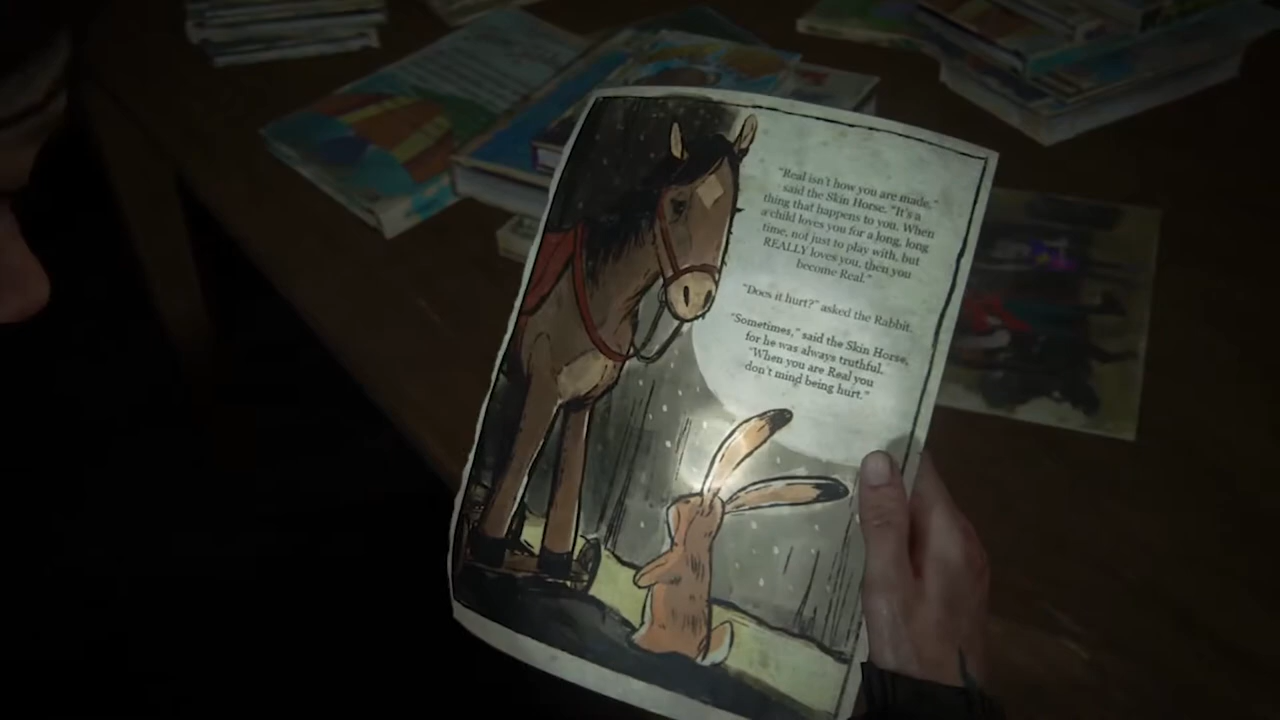 "Real isn't how you are made,"
said the Skin Horse. "It's a
thing that happens to you. When
a child loves you for a long, long
time, not just to play with, but
REALLY loves you, then you
become Real."
"Does it hurt?" asked the Rabbit.
"Sometimes," said the Skin Horse,
for he was always truthful.
"When you are Real you
don't mind being hurt."